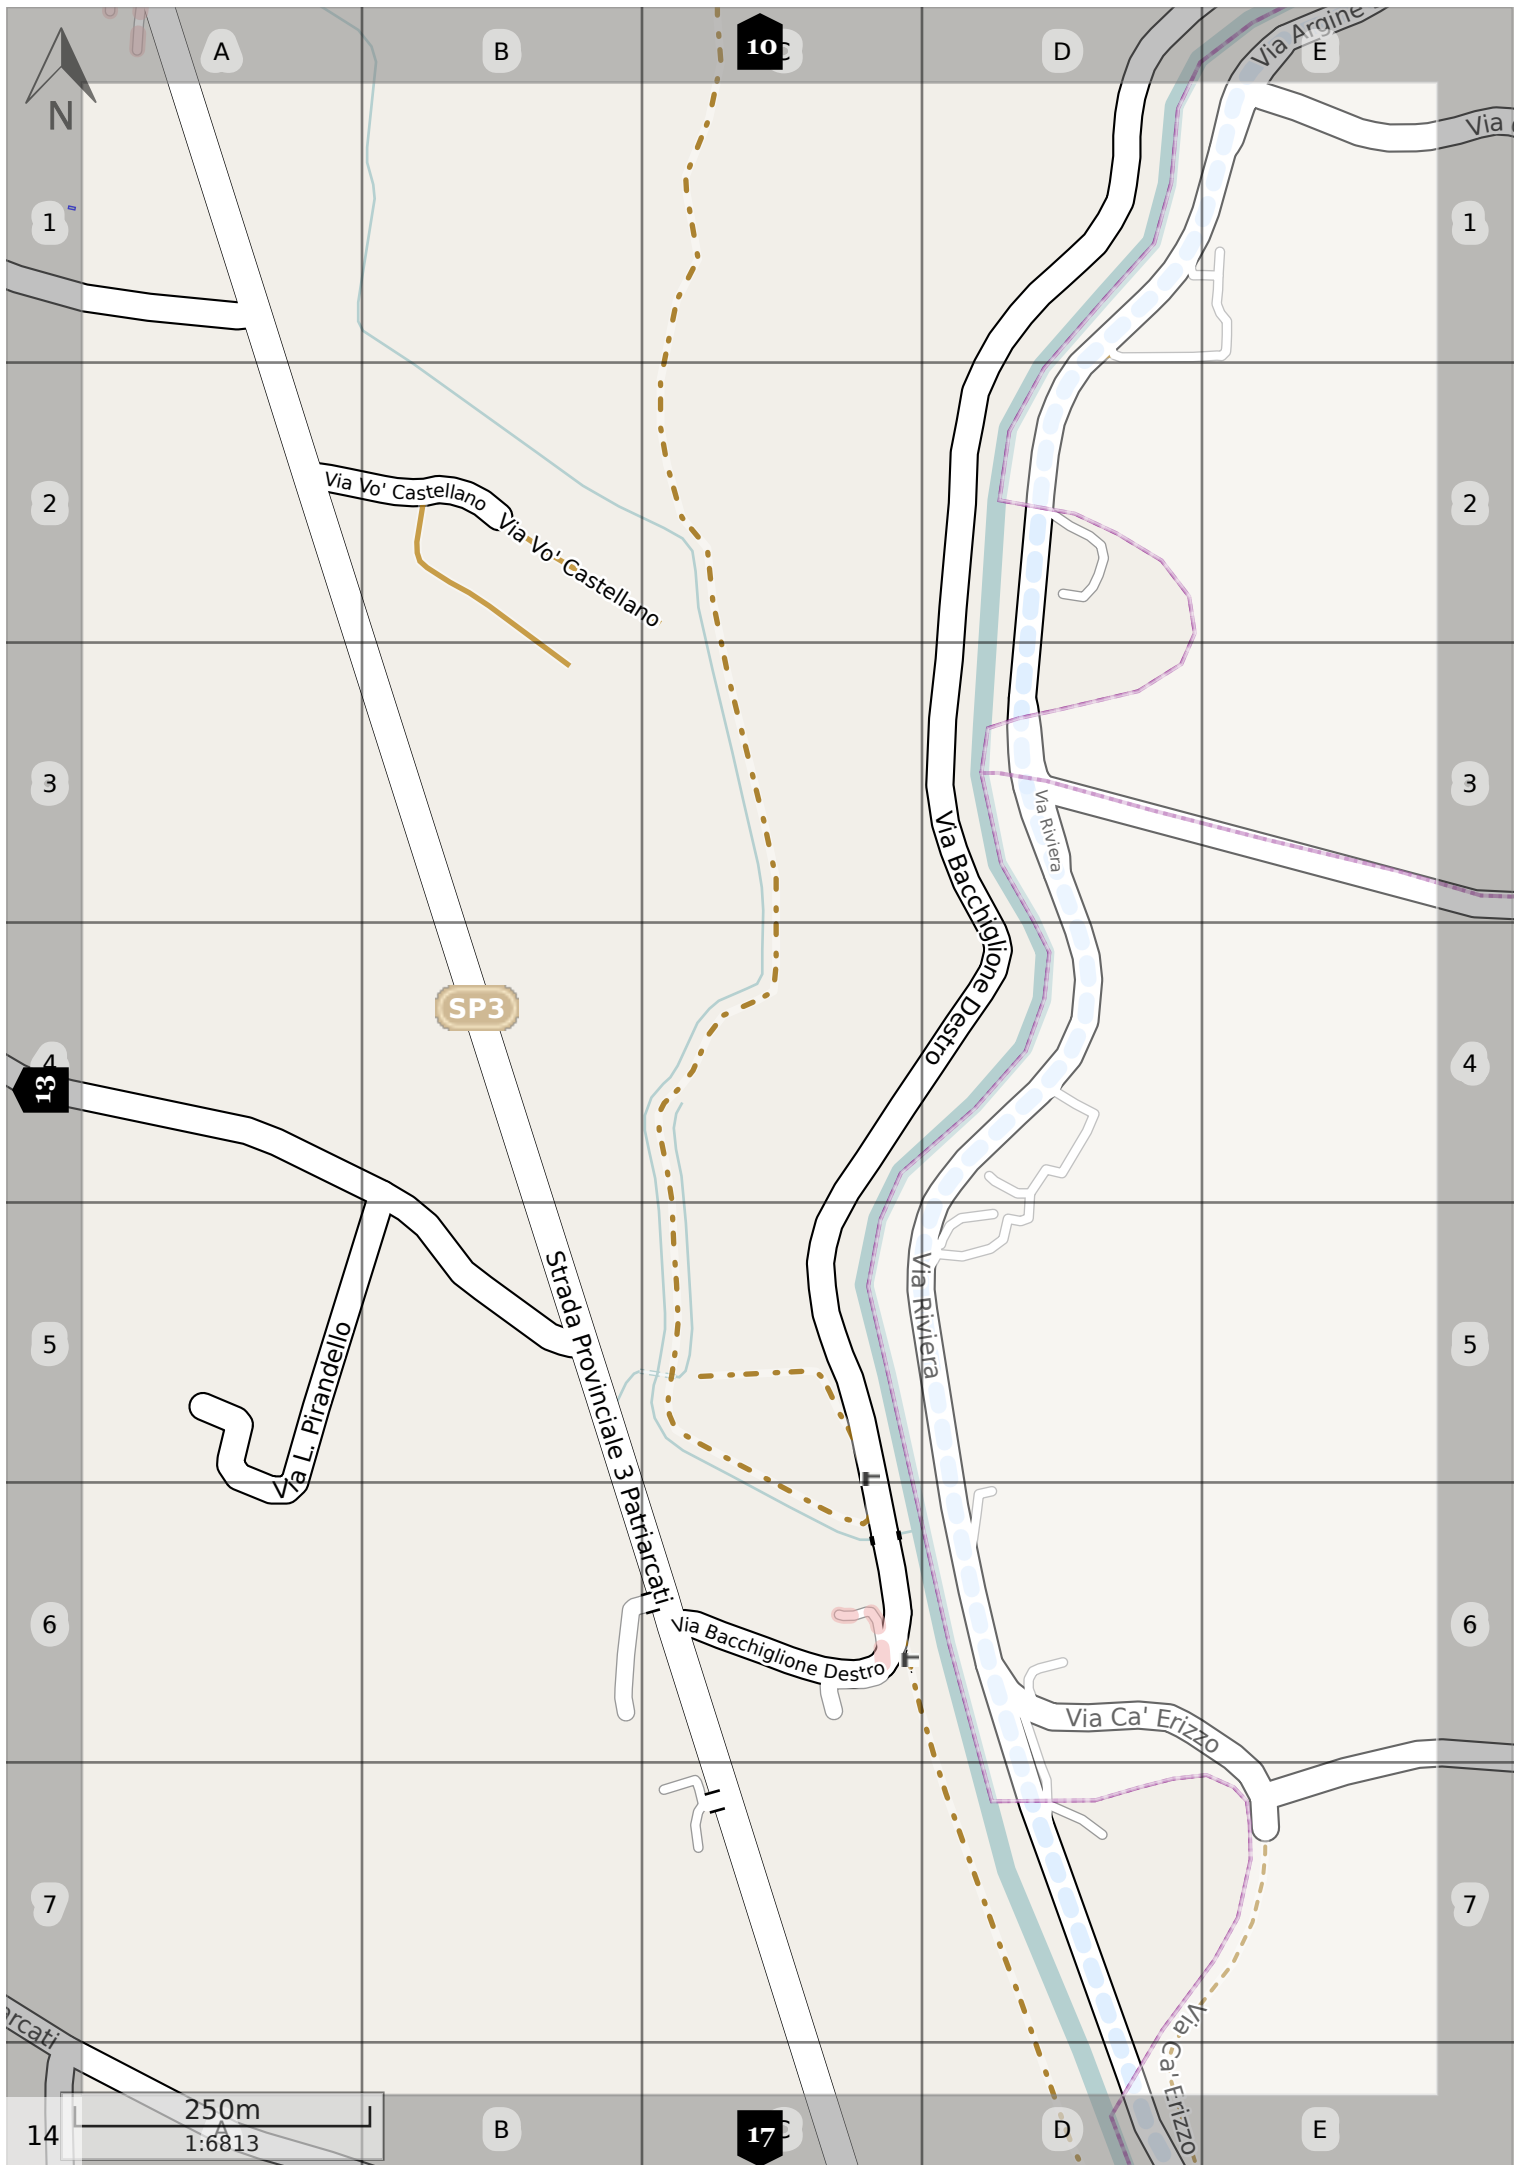 N
A
B
10
C
D
E
Via Argine
Via
1
1
2
2
Via Vo' Castellano
Via Vo' Castellano
3
3
Via Riviera
Via Bacchiglione Destro
SP3
4
4
13
Strada Provinciale 3 Patriarcati
Via Riviera
5
5
Via L. Pirandello
6
6
Via Bacchiglione Destro
Via Ca' Erizzo
7
7
Via Ca' Erizzo
arcati
250m
1:6813
14
A
B
17
C
D
E